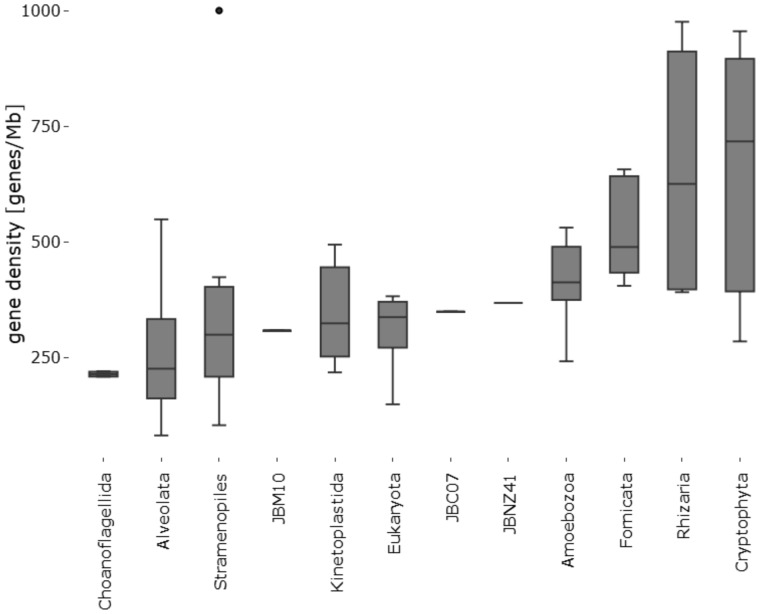 gene density [genes/Mb]
1000
750
500
250
Choanoflagellida
Alveolata
Stramenopiles
JBM10
Kinetoplastida
Eukaryota
JBC07
JBNZ41
Amoebozoa
Fornicata
Rhizaria
Cryptophyta